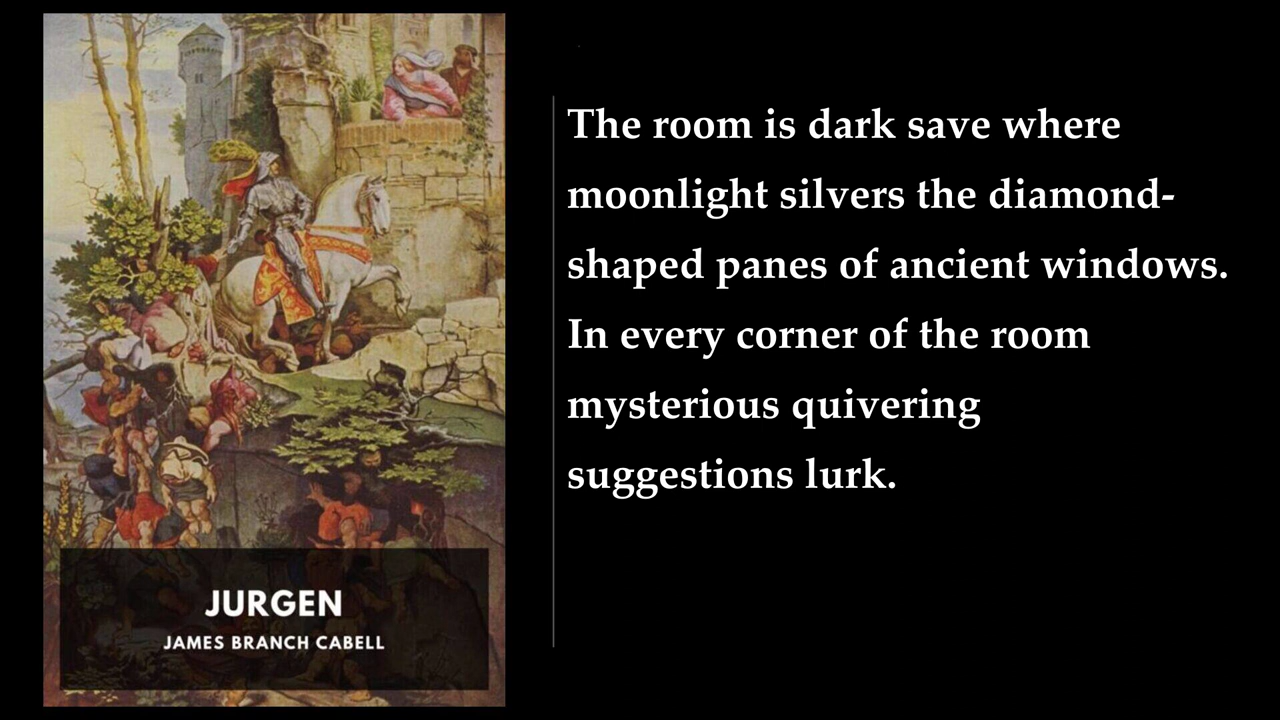 JURGEN
JAMES BRANCH CABELL
The room is dark save where
moonlight silvers the diamond-
shaped panes of ancient windows.
In every corner of the room
mysterious quivering
suggestions lurk.